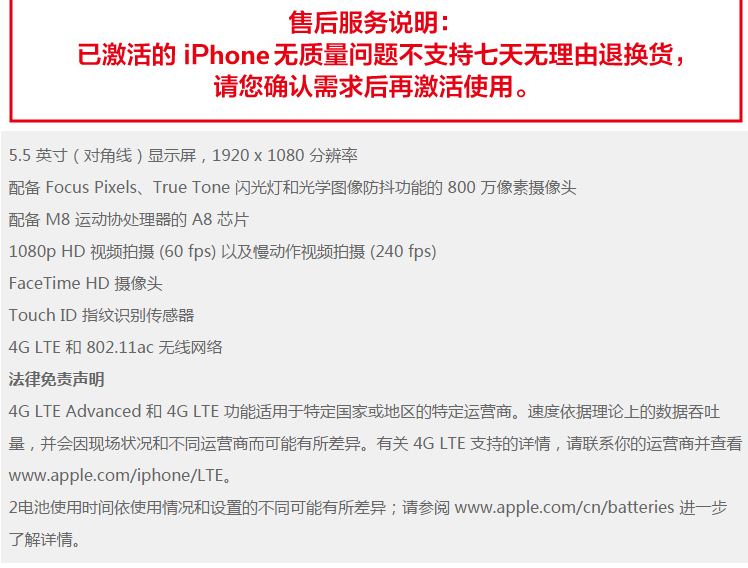 售后服务说明：
已激活的 iPhone 无质量问题不支持七天无理由退换货，
请您确认需求后再激活使用。
5.5 英寸（对角线）显示屏，1920 x 1080 分辨率
配备 Focus Pixels、True Tone 闪光灯和光学图像防抖功能的 800 万像素摄像头
配备 M8 运动协处理器的 A8 芯片
1080p HD 视频拍摄 (60 fps) 以及慢动作视频拍摄 (240 fps)
FaceTime HD 摄像头
Touch ID 指纹识别传感器
4G LTE 和 802.11ac 无线网络
法律免责声明
4G LTE Advanced 和 4G LTE 功能适用于特定国家或地区的特定运营商。速度依据理论上的数据吞吐
量，并会因现场状况和不同运营商而可能有所差异。有关 4G LTE 支持的详情，请联系你的运营商并查看
www.apple.com/iphone/LTE。
2电池使用时间依使用情况和设置的不同可能有所差异；请参阅 www.apple.com/cn/batteries 进一步
了解详情。